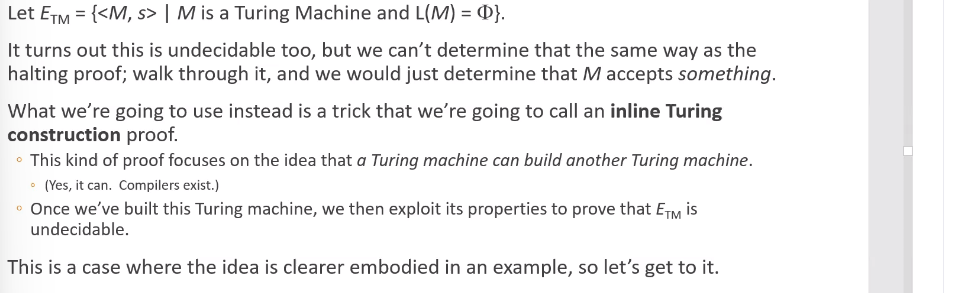 Let ETM = {<M, s> | M is a Turing Machine and L(M) = Φ}.
It turns out this is undecidable too, but we can't determine that the same way as the
halting proof; walk through it, and we would just determine that M accepts something.
What we're going to use instead is a trick that we're going to call an inline Turing
construction proof.
◦ This kind of proof focuses on the idea that a Turing machine can build another Turing machine.
◦ (Yes, it can. Compilers exist.)
◦ Once we've built this Turing machine, we then exploit its properties to prove that ETM is
undecidable.
This is a case where the idea is clearer embodied in an example, so let's get to it.